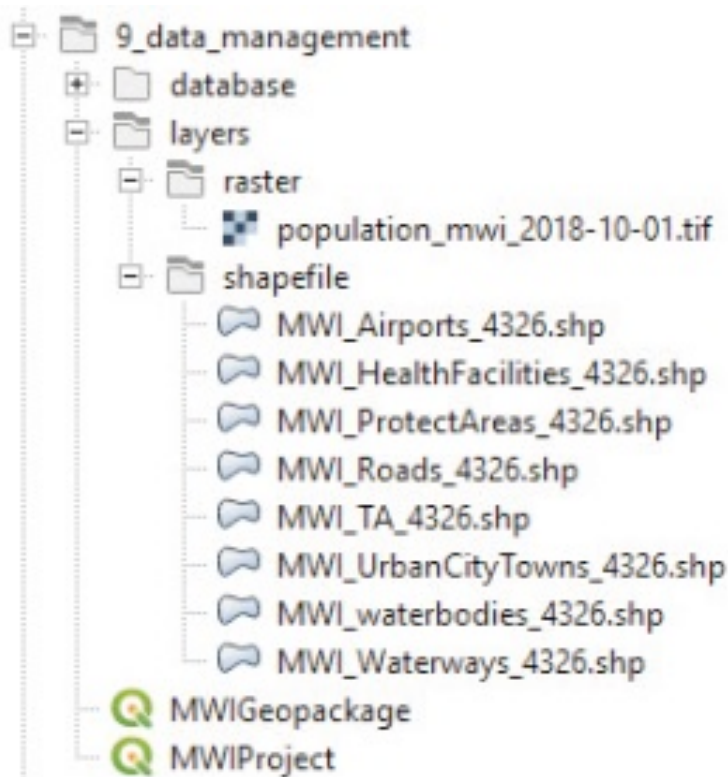 9_data_management
database
layers
raster
population_mwi_2018-10-01.tif
shapefile
MWI_Airports_4326.shp
MWI_HealthFacilities_4326.shp
MWI_ProtectAreas_4326.shp
MWI_Roads_4326.shp
MWI_TA_4326.shp
MWI_UrbanCityTowns_4326.shp
MWI_waterbodies_4326.shp
MWI_Waterways_4326.shp
MWIGeopackage
MWIProject